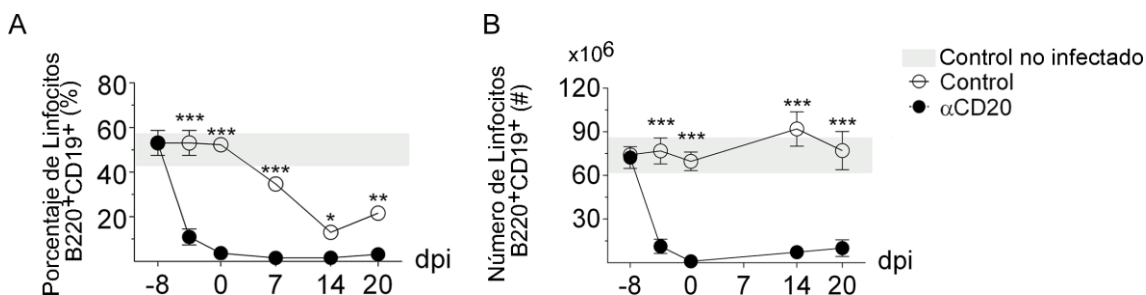 A
Porcentaje de Linfocitos
B220+CD19+ (%)
80
60
40
20
***
***
***
*
**
-8
0
7
14
20
dpi
B
x10⁶
Número de Linfocitos
B220+CD19+ (#)
120
90
60
30
***
***
***
***
-8
0
7
14
20
dpi
Control no infectado
Control
αCD20